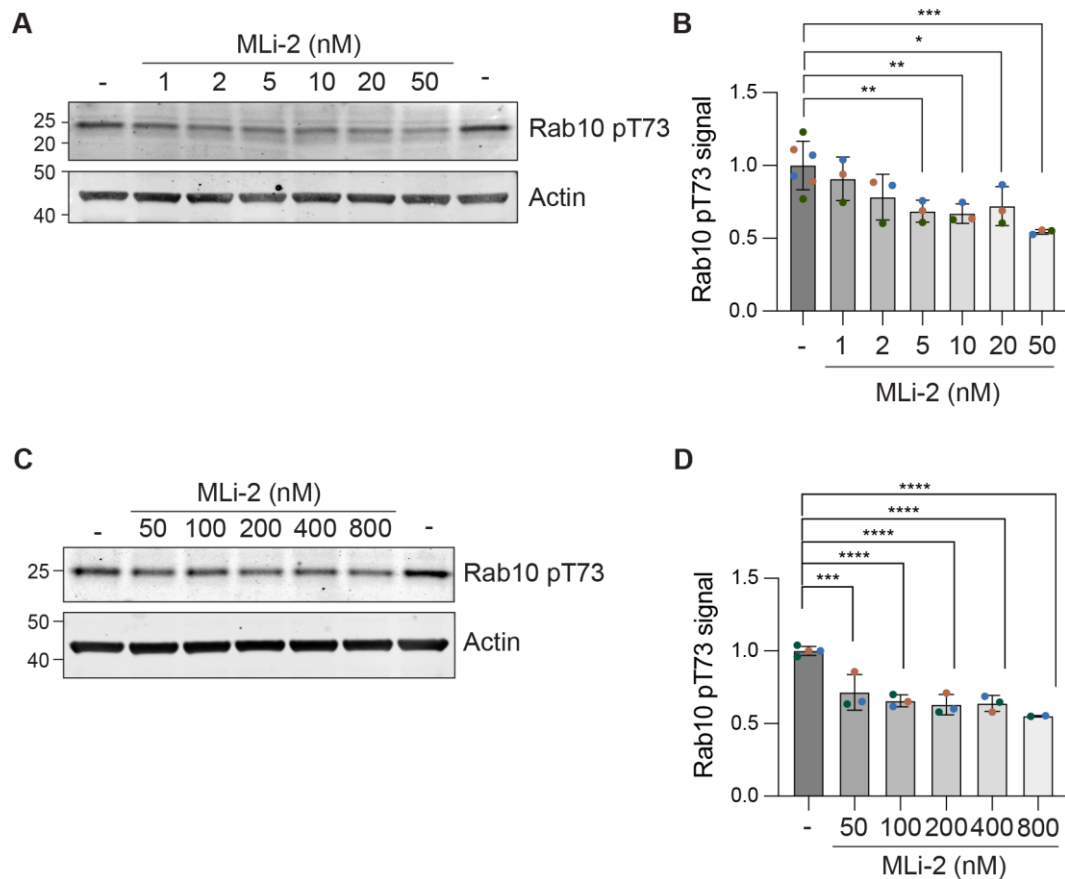 A
MLi-2 (nM)
- 1 2 5 10 20 50 -
25
20
Rab10 pT73
50
40
Actin
B
***
*
**
**
1.5
1.0
0.5
0.0
Rab10 pT73 signal
- 1 2 5 10 20 50
MLi-2 (nM)
C
MLi-2 (nM)
- 50 100 200 400 800 -
25
Rab10 pT73
50
40
Actin
D
****
****
****
****
***
1.5
1.0
0.5
0.0
Rab10 pT73 signal
- 50 100 200 400 800
MLi-2 (nM)